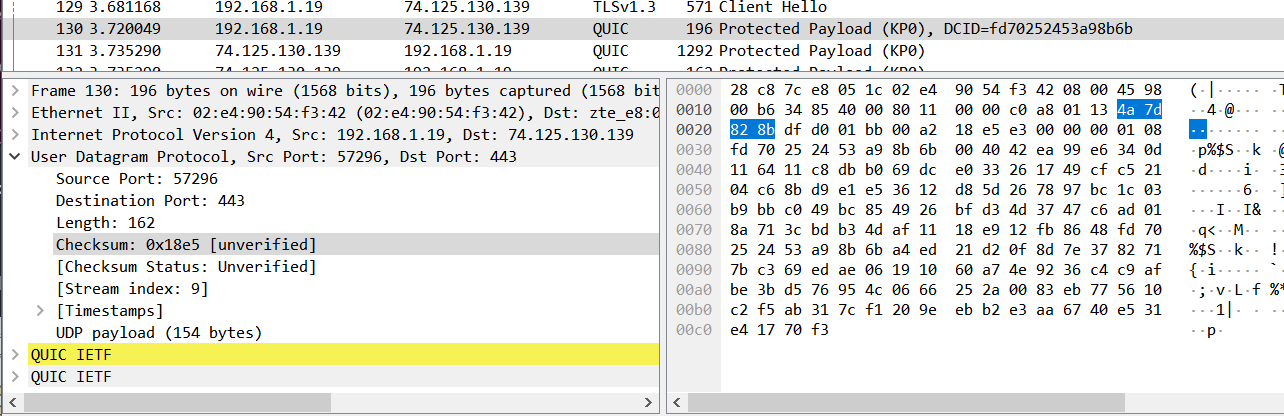 129 3.681168 192.168.1.19 74.125.130.139 TLSv1.3 571 Client Hello
130 3.720049 192.168.1.19 74.125.130.139 QUIC 196 Protected Payload (KP0), DCID=fd70252453a98b6b
131 3.735290 74.125.130.139 192.168.1.19 QUIC 1292 Protected Payload (KP0)
132 3.735290 74.125.130.139 192.168.1.19 QUIC 162 Protected Payload (KP0)
Frame 130: 196 bytes on wire (1568 bits), 196 bytes captured (1568 bit
Ethernet II, Src: 02:e4:90:54:f3:42 (02:e4:90:54:f3:42), Dst: zte_e8:0
Internet Protocol Version 4, Src: 192.168.1.19, Dst: 74.125.130.139
User Datagram Protocol, Src Port: 57296, Dst Port: 443
Source Port: 57296
Destination Port: 443
Length: 162
Checksum: 0x18e5 [unverified]
[Checksum Status: Unverified]
[Stream index: 9]
[Timestamps]
UDP payload (154 bytes)
QUIC IETF
QUIC IETF
0000 28 c8 7c e8 05 1c 02 e4 90 54 f3 42 08 00 45 98 (·|·····T
0010 00 b6 34 85 40 00 80 11 00 00 c0 a8 01 13 4a 7d ··4·@···
0020 82 8b df d0 01 bb 00 a2 18 e5 e3 00 00 00 01 08 ········
0030 fd 70 25 24 53 a9 8b 6b 00 40 42 ea 99 e6 34 0d ·p%$S··k·@
0040 11 64 11 c8 db b0 69 dc e0 33 26 17 49 cf c5 21 ·d····i··3
0050 04 c6 8b d9 e1 e5 36 12 d8 5d 26 78 97 bc 1c 03 ······6··]
0060 b9 bb c0 49 bc 85 49 26 bf d3 4d 37 47 c6 ad 01 ···I··I&
0070 8a 71 3c bd b3 4d af 11 18 e9 12 fb 86 48 fd 70 ·q<··M··
0080 25 24 53 a9 8b 6b a4 ed 21 d2 0f 8d 7e 37 82 71 %$S··k··!
0090 7b c3 69 ed ae 06 19 10 60 a7 4e 92 36 c4 c9 af {·i·····`
00a0 be 3b d5 76 95 4c 06 66 25 2a 00 83 eb 77 56 10 ·;·v·L·f%*
00b0 c2 f5 ab 31 7c f1 20 9e eb b2 e3 aa 67 40 e5 31 ···1|·
00c0 e4 17 70 f3 ··p·